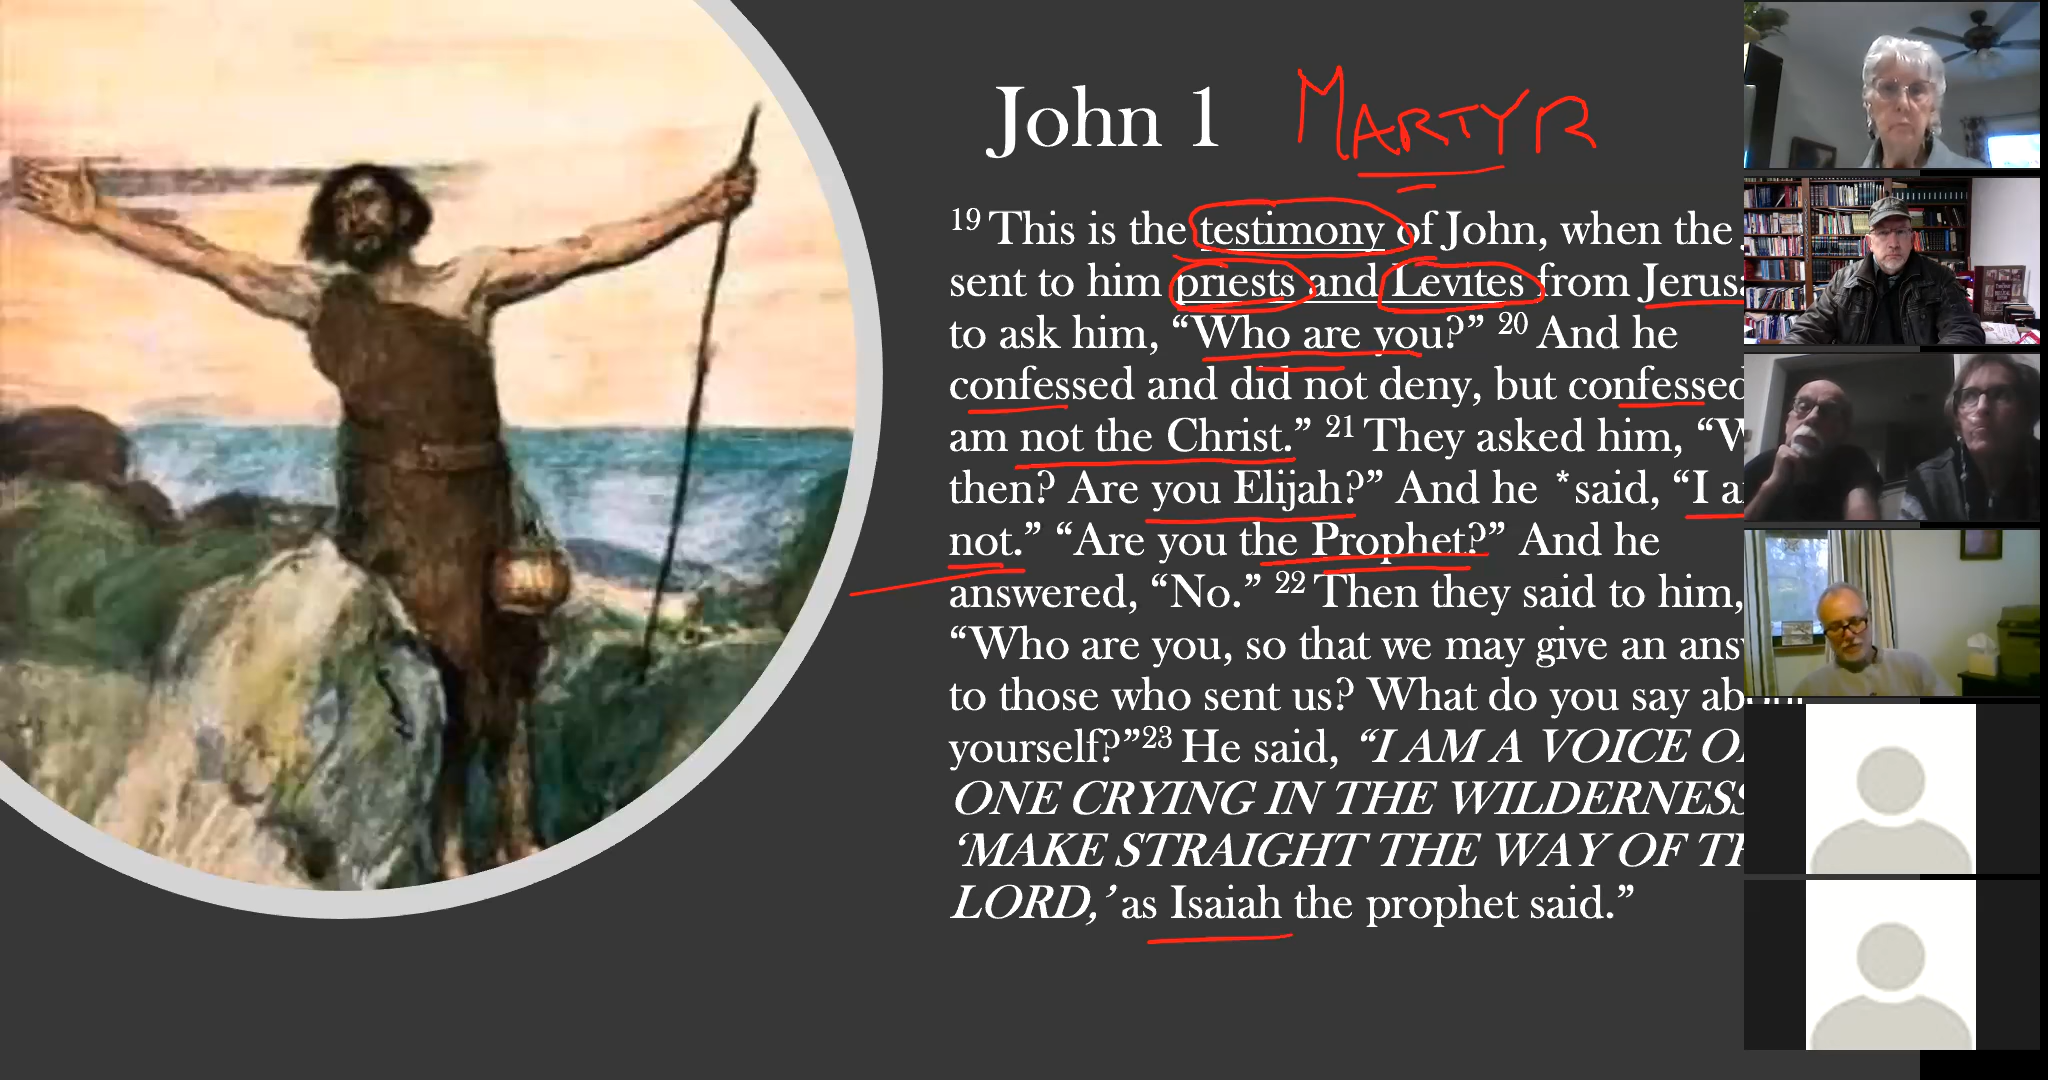 John 1 MARTYR
19 This is the testimony of John, when the
sent to him priests and Levites from Jerus
to ask him, “Who are you?” 20 And he
confessed and did not deny, but confessed
am not the Christ.” 21 They asked him, “
then? Are you Elijah?” And he *said, “I
not.” “Are you the Prophet?” And he
answered, “No.” 22 Then they said to him,
“Who are you, so that we may give an
to those who sent us? What do you say
yourself?”23 He said, “I AM A VOICE
ONE CRYING IN THE WILDERNESS
‘MAKE STRAIGHT THE WAY OF
LORD,’ as Isaiah the prophet said.”